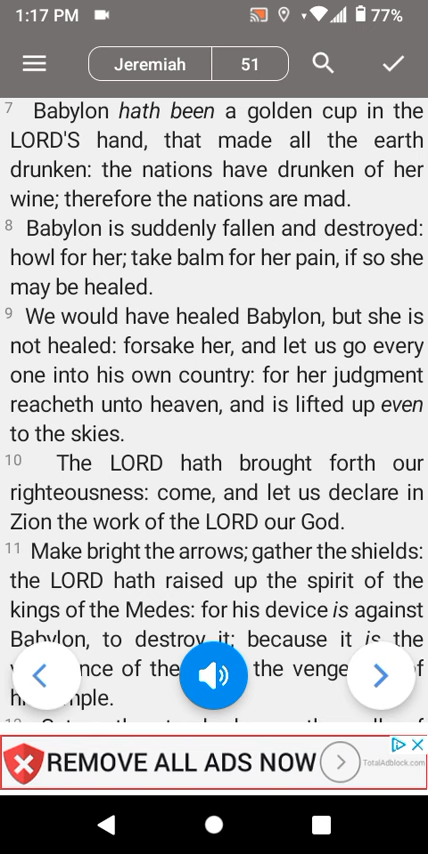 1:17 PM 77%
Jeremiah 51
7 Babylon hath been a golden cup in the
LORD'S hand, that made all the earth
drunken: the nations have drunken of her
wine; therefore the nations are mad.
8 Babylon is suddenly fallen and destroyed:
howl for her; take balm for her pain, if so she
may be healed.
9 We would have healed Babylon, but she is
not healed: forsake her, and let us go every
one into his own country: for her judgment
reacheth unto heaven, and is lifted up even
to the skies.
10 The LORD hath brought forth our
righteousness: come, and let us declare in
Zion the work of the LORD our God.
11 Make bright the arrows; gather the shields:
the LORD hath raised up the spirit of the
kings of the Medes: for his device is against
Babylon, to destroy it; because it is the
of the the
REMOVE ALL ADS NOW TotalAdblock.com